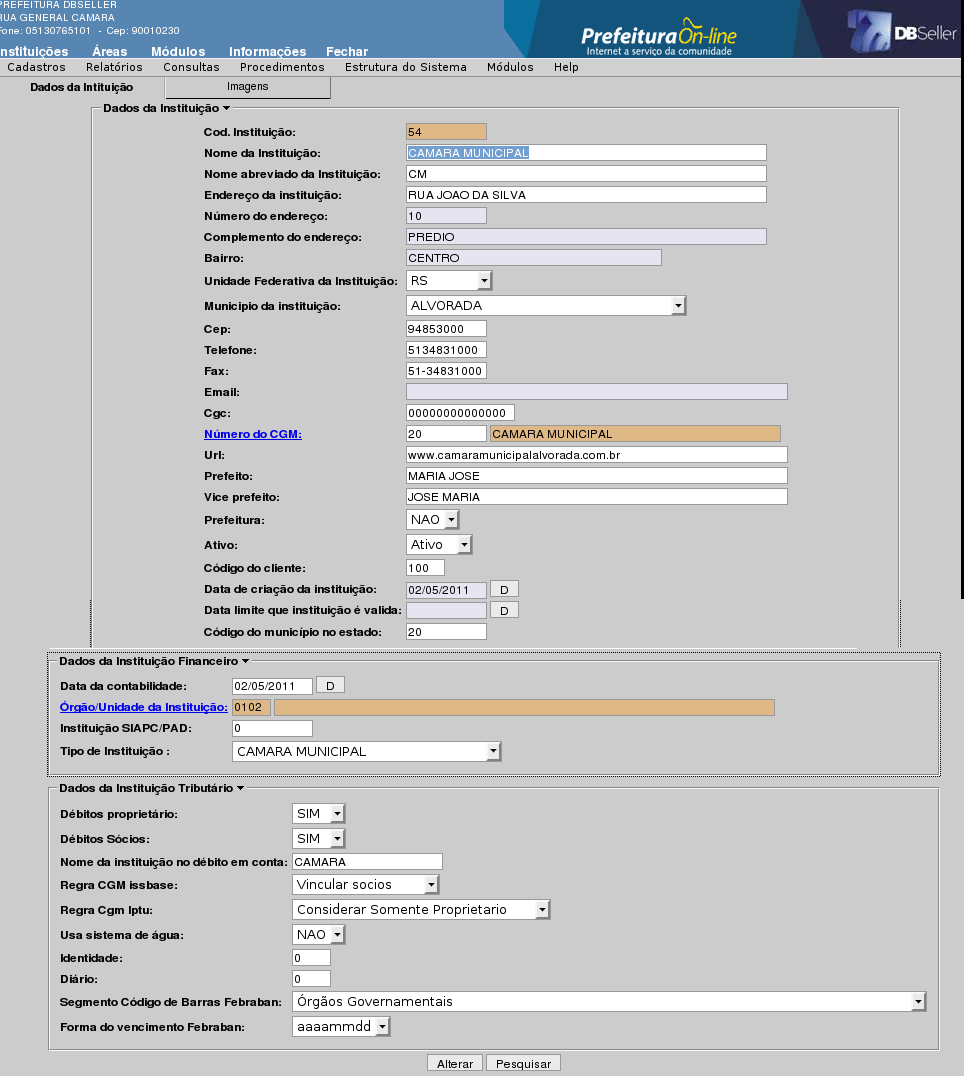 PREFEITURA DBSELLER
RUA GENERAL CAMARA
Fone: 05130765101 - Cep: 90010230
Prefeitura On-line
Internet a serviço da comunidade
DBSeller
nstituições Áreas Módulos Informações Fechar
Cadastros Relatórios Consultas Procedimentos Estrutura do Sistema Módulos Help
Dados da Intituição Imagens
Dados da Instituição
Cod. Instituição: 54
Nome da Instituição: CAMARA MUNICIPAL
Nome abreviado da Instituição: CM
Endereço da instituição: RUA JOAO DA SILVA
Número do endereço: 10
Complemento do endereço: PREDIO
Bairro: CENTRO
Unidade Federativa da Instituição: RS
Municipio da instituição: ALVORADA
Cep: 94853000
Telefone: 5134831000
Fax: 51-34831000
Email:
Cgc: 00000000000000
Número do CGM: 20 CAMARA MUNICIPAL
Url: www.camaramunicipalalvorada.com.br
Prefeito: MARIA JOSE
Vice prefeito: JOSE MARIA
Prefeitura: NAO
Ativo: Ativo
Código do cliente: 100
Data de criação da instituição: 02/05/2011 D
Data limite que instituição é valida: D
Código do município no estado: 20
Dados da Instituição Financeiro
Data da contabilidade: 02/05/2011 D
Órgão/Unidade da Instituição: 0102
Instituição SIAPC/PAD: 0
Tipo de Instituição : CAMARA MUNICIPAL
Dados da Instituição Tributário
Débitos proprietário: SIM
Débitos Sócios: SIM
Nome da instituição no débito em conta: CAMARA
Regra CGM issbase: Vincular socios
Regra Cgm Iptu: Considerar Somente Proprietario
Usa sistema de água: NAO
Identidade: 0
Diário: 0
Segmento Código de Barras Febraban: Órgãos Governamentais
Forma do vencimento Febraban: aaaammdd
Alterar Pesquisar